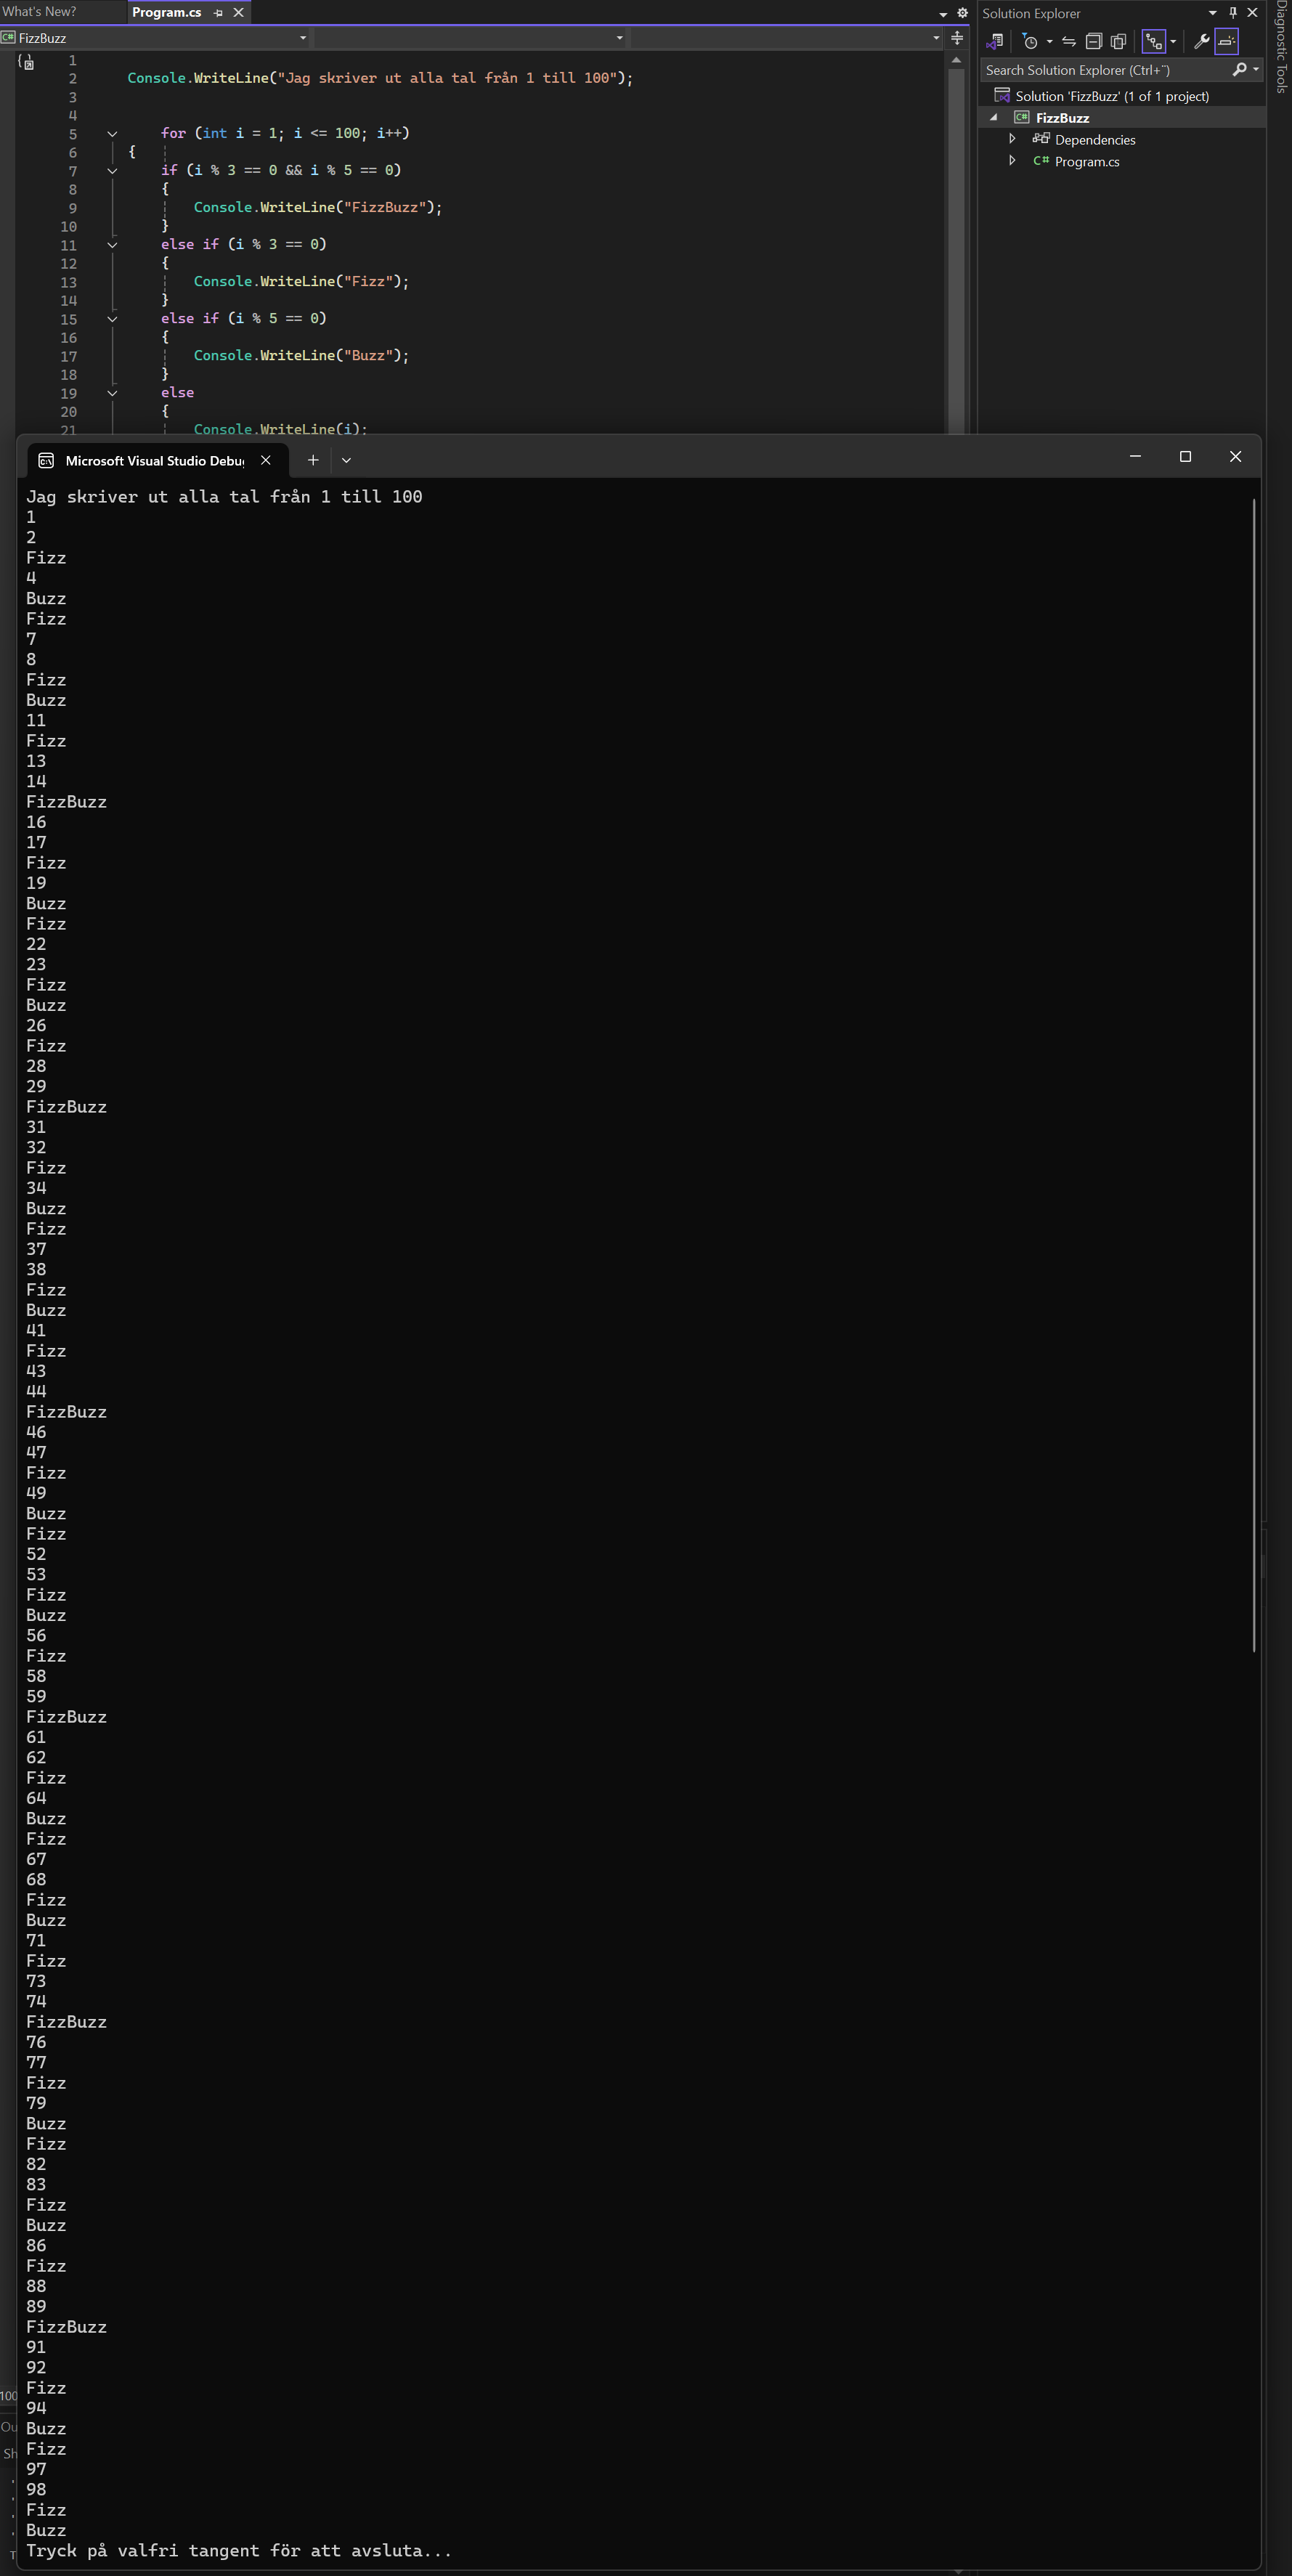 What's New?
Program.cs
FizzBuzz
1
2 Console.WriteLine("Jag skriver ut alla tal från 1 till 100");
3
4
5 for (int i = 1; i <= 100; i++)
6 {
7 if (i % 3 == 0 && i % 5 == 0)
8 {
9 Console.WriteLine("FizzBuzz");
10 }
11 else if (i % 3 == 0)
12 {
13 Console.WriteLine("Fizz");
14 }
15 else if (i % 5 == 0)
16 {
17 Console.WriteLine("Buzz");
18 }
19 else
20 {
21 Console.WriteLine(i);
Solution Explorer
Search Solution Explorer (Ctrl+¨)
Solution 'FizzBuzz' (1 of 1 project)
FizzBuzz
Dependencies
C# Program.cs
Diagnostic Tools
Microsoft Visual Studio Debu
Jag skriver ut alla tal från 1 till 100
1
2
Fizz
4
Buzz
Fizz
7
8
Fizz
Buzz
11
Fizz
13
14
FizzBuzz
16
17
Fizz
19
Buzz
Fizz
22
23
Fizz
Buzz
26
Fizz
28
29
FizzBuzz
31
32
Fizz
34
Buzz
Fizz
37
38
Fizz
Buzz
41
Fizz
43
44
FizzBuzz
46
47
Fizz
49
Buzz
Fizz
52
53
Fizz
Buzz
56
Fizz
58
59
FizzBuzz
61
62
Fizz
64
Buzz
Fizz
67
68
Fizz
Buzz
71
Fizz
73
74
FizzBuzz
76
77
Fizz
79
Buzz
Fizz
82
83
Fizz
Buzz
86
Fizz
88
89
FizzBuzz
91
92
Fizz
94
Buzz
Fizz
97
98
Fizz
Buzz
Tryck på valfri tangent för att avsluta...
100
Ou
Sh